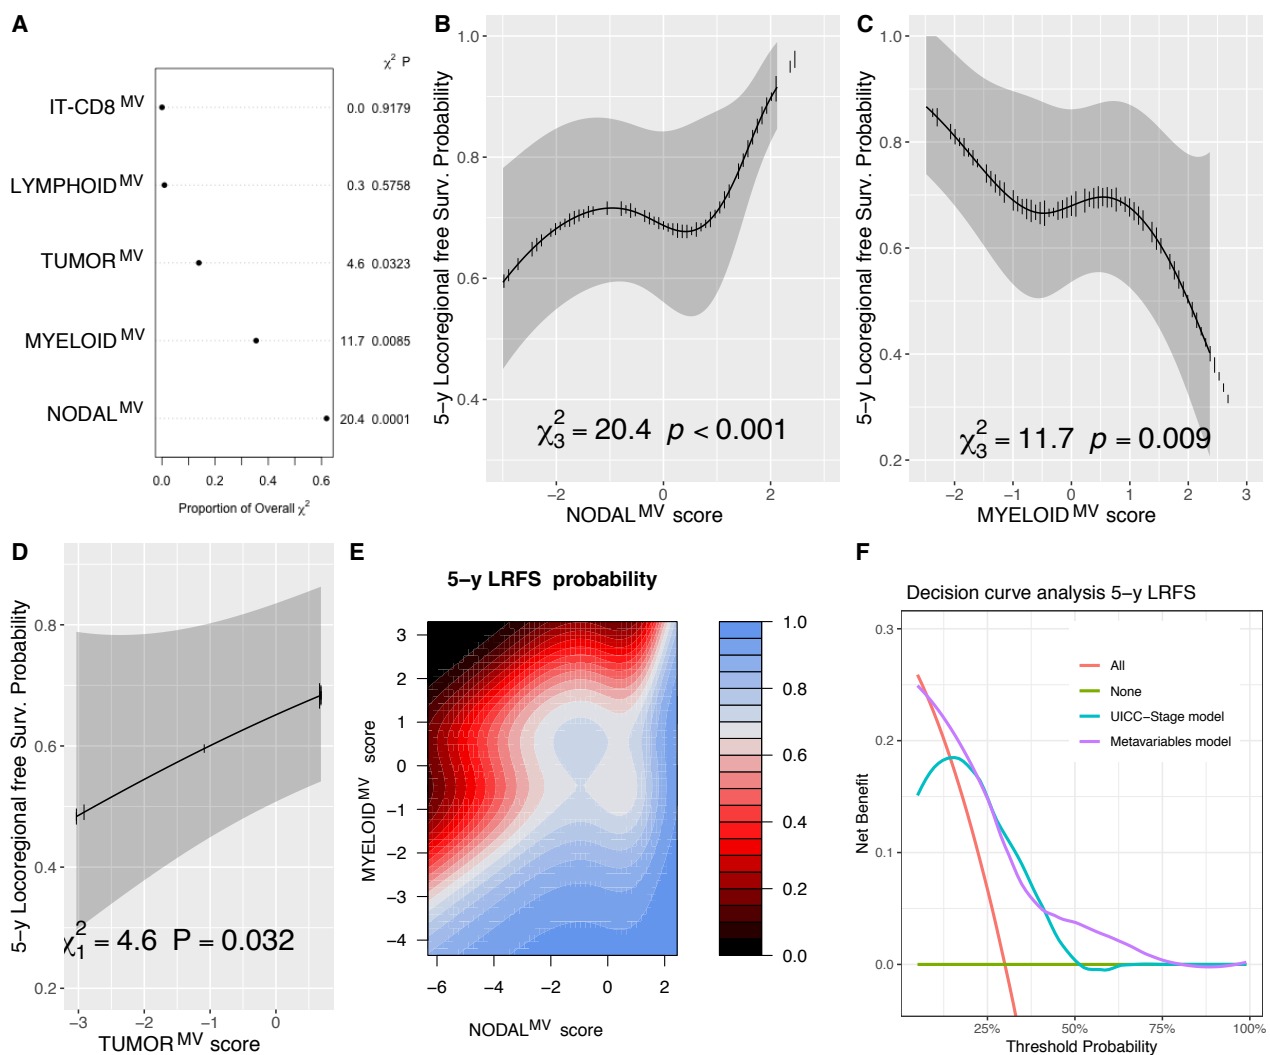 A
χ² P
IT-CD8 MV 0.0 0.9179
LYMPHOID MV 0.3 0.5758
TUMOR MV 4.6 0.0323
MYELOID MV 11.7 0.0085
NODAL MV 20.4 0.0001
0.0 0.2 0.4 0.6
Proportion of Overall χ²
B
5−y Locoregional free Surv. Probability
1.0
0.8
0.6
0.4
χ²₃ = 20.4 p < 0.001
−2 0 2
NODAL MV score
C
5−y Locoregional free Surv. Probability
1.0
0.8
0.6
0.4
0.2
χ²₃ = 11.7 p = 0.009
−2 −1 0 1 2 3
MYELOID MV score
D
5−y Locoregional free Surv. Probability
0.8
0.6
0.4
0.2
χ²₁ = 4.6 P = 0.032
−3 −2 −1 0
TUMOR MV score
E
5−y LRFS probability
MYELOID MV score
3
2
1
0
−1
−2
−3
−4
−6 −4 −2 0 2
NODAL MV score
1.0
0.8
0.6
0.4
0.2
0.0
F
Decision curve analysis 5−y LRFS
Net Benefit
0.3
0.2
0.1
0.0
All
None
UICC−Stage model
Metavariables model
25% 50% 75% 100%
Threshold Probability